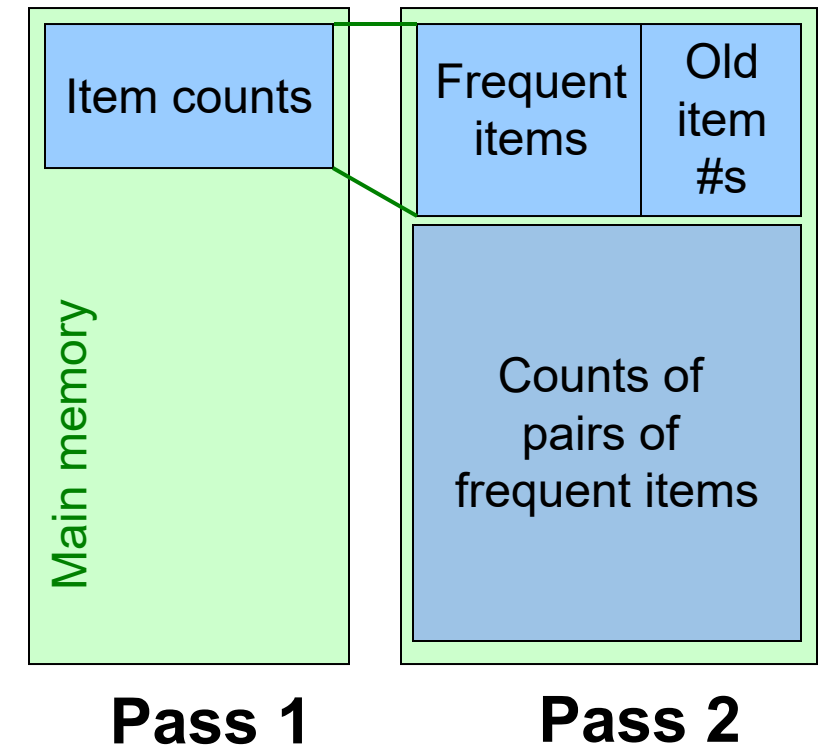 Item counts
Main memory
Pass 1
Frequent
items
Old
item
#s
Counts of
pairs of
frequent items
Pass 2